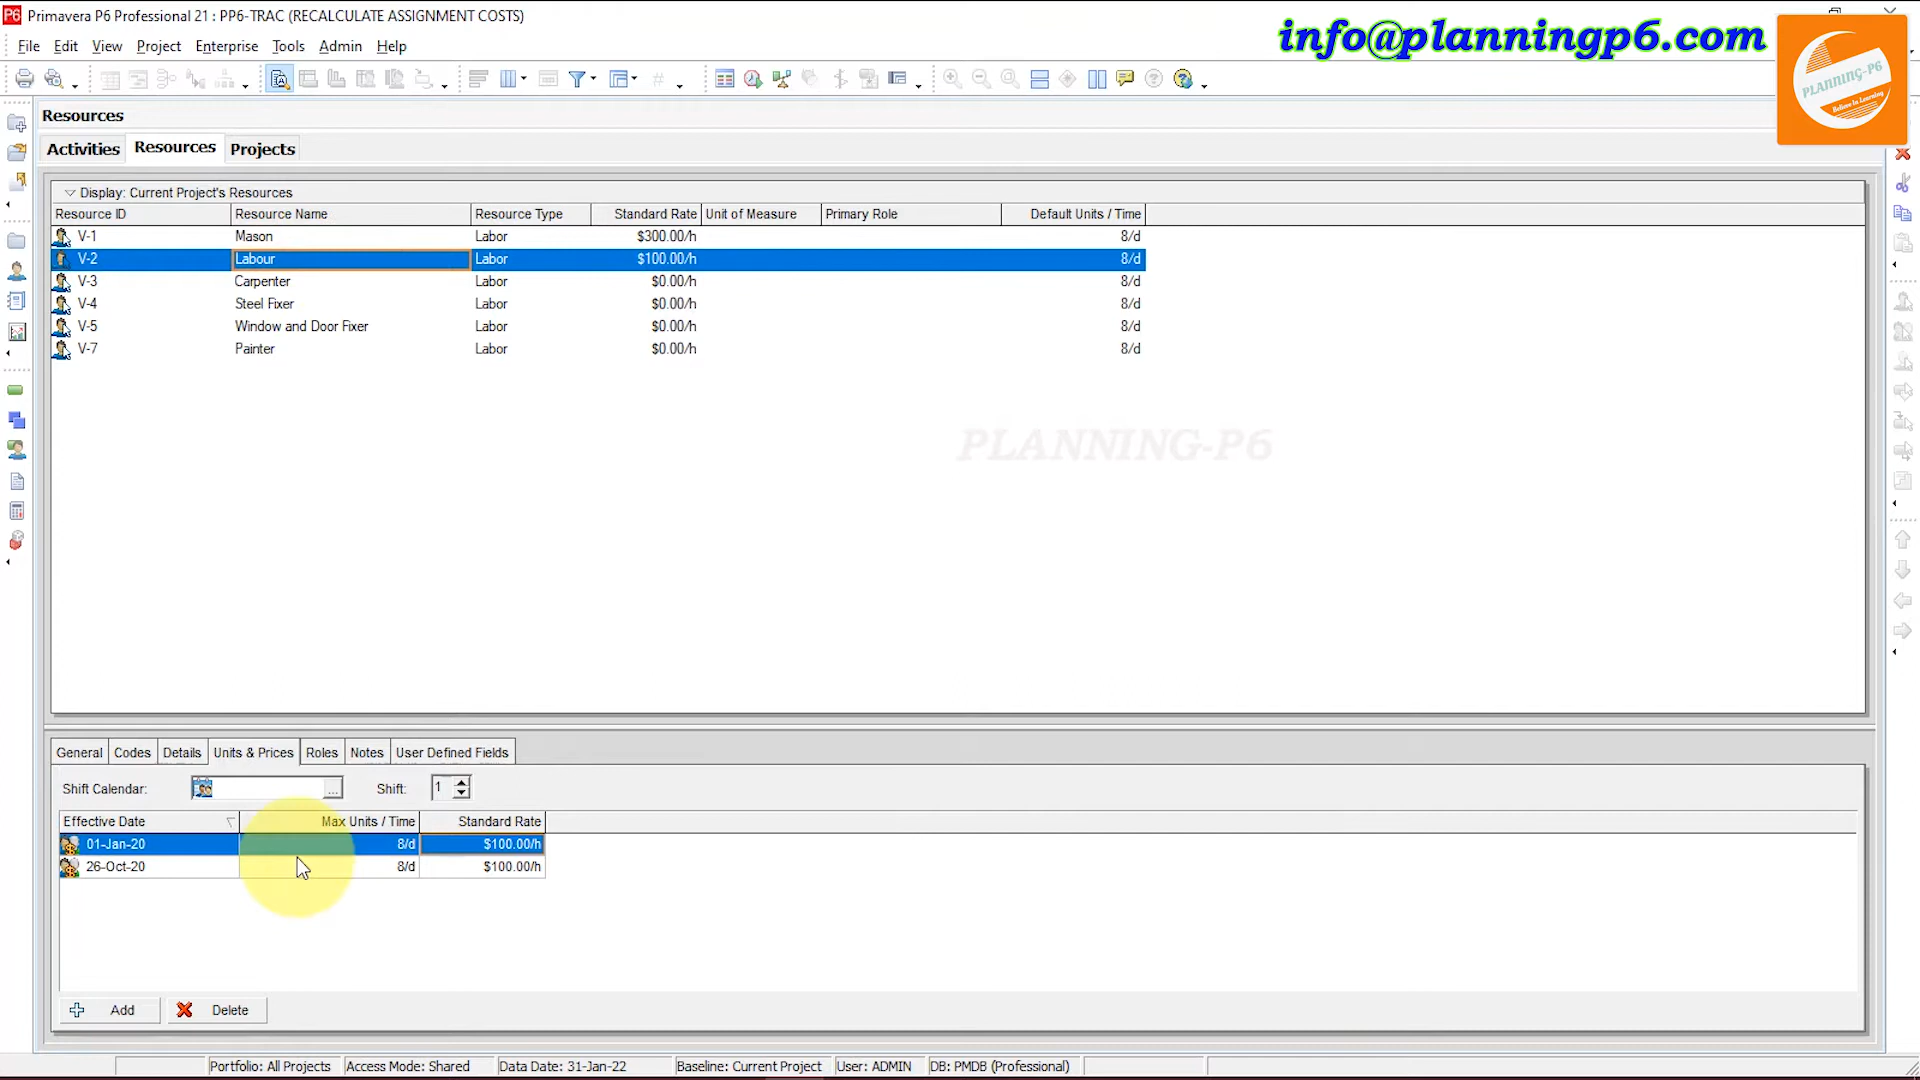 Primavera P6 Professional 21 : PP6-TRAC (RECALCULATE ASSIGNMENT COSTS)
info@planningp6.com
PLANNING-P6
Believe In Learning
File Edit View Project Enterprise Tools Admin Help
Resources
Activities Resources Projects
Display: Current Project's Resources
Resource ID Resource Name Resource Type Standard Rate Unit of Measure Primary Role Default Units / Time
V-1 Mason Labor $300.00/h 8/d
V-2 Labour Labor $100.00/h 8/d
V-3 Carpenter Labor $0.00/h 8/d
V-4 Steel Fixer Labor $0.00/h 8/d
V-5 Window and Door Fixer Labor $0.00/h 8/d
V-7 Painter Labor $0.00/h 8/d
PLANNING-P6
General Codes Details Units & Prices Roles Notes User Defined Fields
Shift Calendar: ... Shift: 1
Effective Date Max Units / Time Standard Rate
01-Jan-20 8/d $100.00/h
26-Oct-20 8/d $100.00/h
Add Delete
Portfolio: All Projects Access Mode: Shared Data Date: 31-Jan-22 Baseline: Current Project User: ADMIN DB: PMDB (Professional)